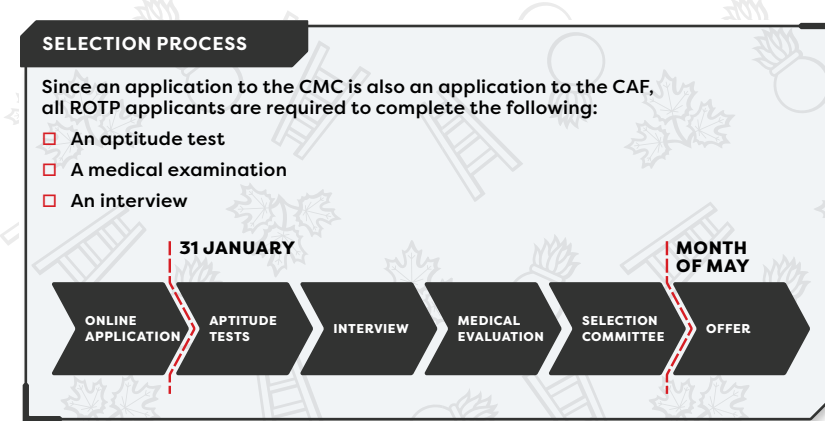 SELECTION PROCESS
Since an application to the CMC is also an application to the CAF,
all ROTP applicants are required to complete the following:
An aptitude test
A medical examination
An interview
31 JANUARY
MONTH
OF MAY
ONLINE
APPLICATION
APTITUDE
TESTS
INTERVIEW
MEDICAL
EVALUATION
SELECTION
COMMITTEE
OFFER